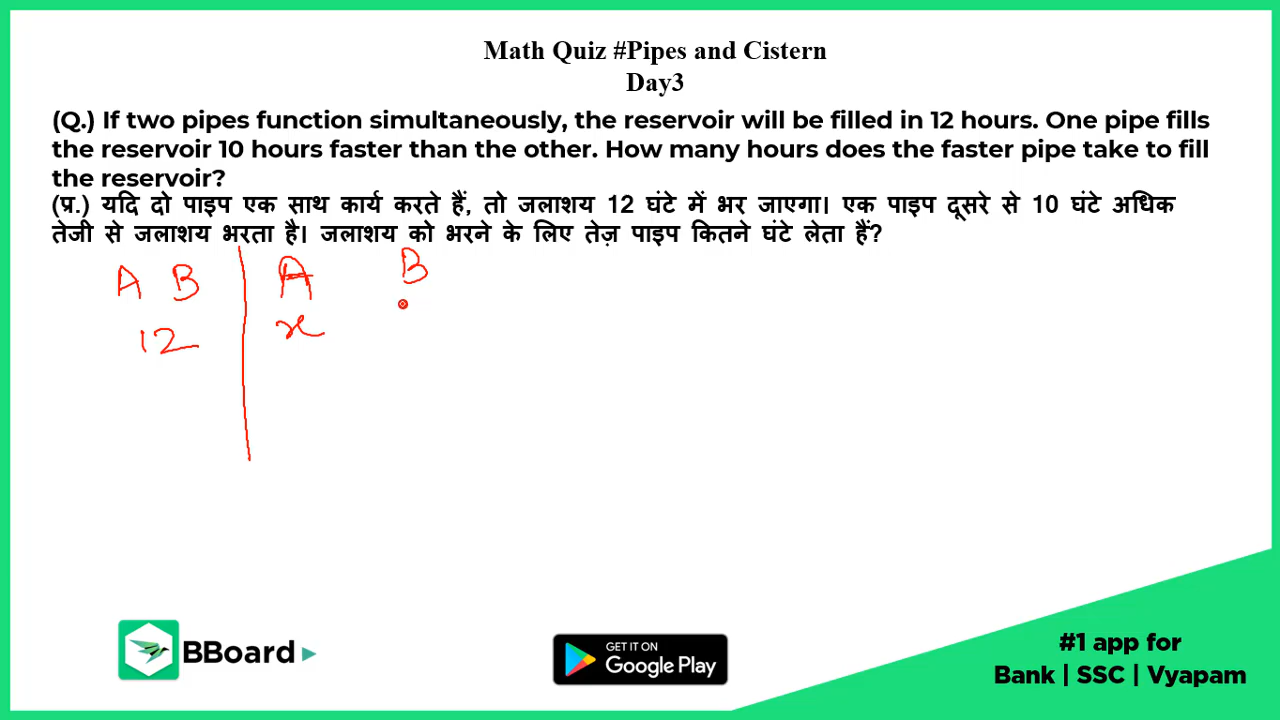 Math Quiz #Pipes and Cistern
Day3
(Q.) If two pipes function simultaneously, the reservoir will be filled in 12 hours. One pipe fills
the reservoir 10 hours faster than the other. How many hours does the faster pipe take to fill
the reservoir?
(प्र.) यदि दो पाइप एक साथ कार्य करते हैं, तो जलाशय 12 घंटे में भर जाएगा। एक पाइप दूसरे से 10 घंटे अधिक
तेजी से जलाशय भरता है। जलाशय को भरने के लिए तेज़ पाइप कितने घंटे लेता हैं?
A B A B
12 x
BBoard
GET IT ON
Google Play
#1 app for
Bank | SSC | Vyapam